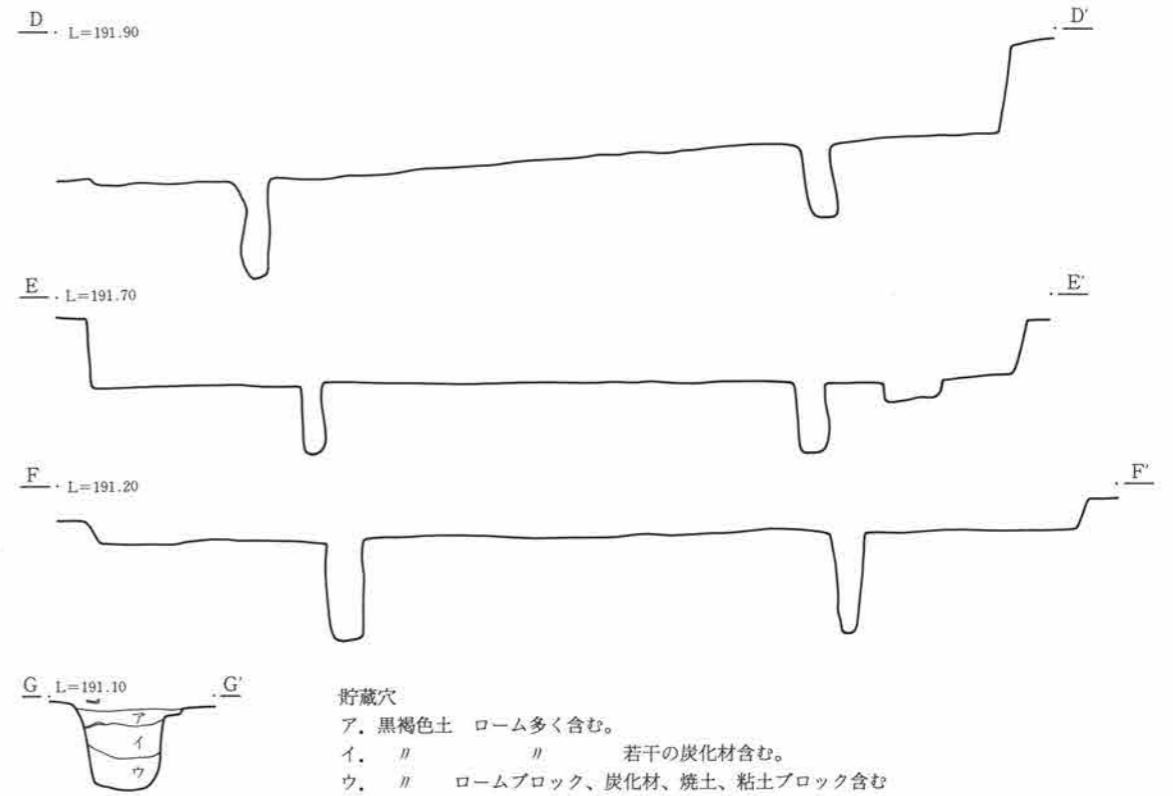 D L=191.90 D'
E L=191.70 E'
F L=191.20 F'
G L=191.10 G'
貯蔵穴
ア. 黒褐色土 ローム多く含む。
イ. 〃 〃 若干の炭化材含む。
ウ. 〃 ロームブロック、炭化材、焼土、粘土ブロック含む
ア
イ
ウ